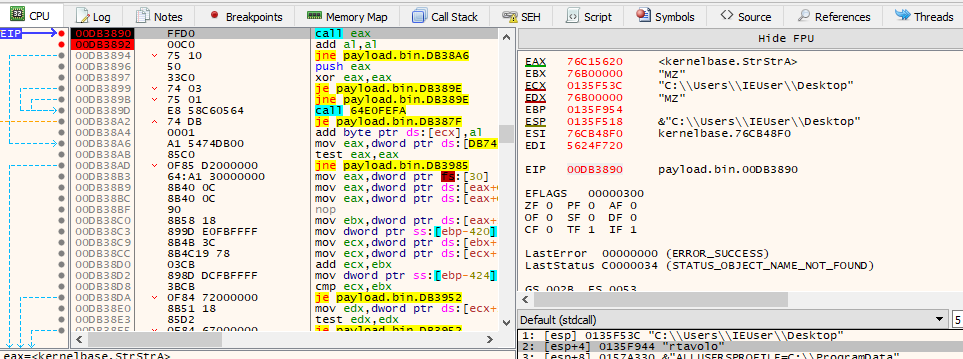 CPU Log Notes Breakpoints Memory Map Call Stack SEH Script Symbols Source References Threads
EIP 00DB3890 FFD0 call eax
00DB3892 00C0 add al,al
00DB3894 75 10 jne payload.bin.DB38A6
50 push eax
33C0 xor eax,eax
00DB3899 74 03 je payload.bin.DB389E
00DB389B 75 01 jne payload.bin.DB389E
00DB389D E8 58C60564 call 64E0FEFA
00DB38A2 74 DB je payload.bin.DB387F
00DB38A4 0001 add byte ptr ds:[ecx],al
00DB38A6 A1 5474DB00 mov eax,dword ptr ds:[DB74
00DB38AB 85C0 test eax,eax
00DB38AD 0F85 D2000000 jne payload.bin.DB3985
00DB38B3 64:A1 30000000 mov eax,dword ptr fs:[30]
8B40 0C mov eax,dword ptr ds:[eax+
8B40 0C mov eax,dword ptr ds:[eax+
00DB38BF 90 nop
00DB38C0 8B58 18 mov ebx,dword ptr ds:[eax+
00DB38C3 899D E0FBFFFF mov dword ptr ss:[ebp-420]
00DB38C9 8B4B 3C mov ecx,dword ptr ds:[ebx+
00DB38CC 8B4C19 78 mov ecx,dword ptr ds:[ecx+
00DB38D0 03CB add ecx,ebx
00DB38D2 898D DCFBFFFF mov dword ptr ss:[ebp-424]
00DB38D8 3BCB cmp ecx,ebx
00DB38DA 0F84 72000000 je payload.bin.DB3952
00DB38E0 8B51 18 mov edx,dword ptr ds:[ecx+
00DB38E3 85D2 test edx,edx
00DB38E5 0F84 67000000 je payload.bin.DB3952
eax=<kernelbase.StrStrA>
Hide FPU
EAX 76C15620 <kernelbase.StrStrA>
EBX 76B00000 "MZ"
ECX 0135F53C "C:\\Users\\IEUser\\Desktop"
EDX 76B00000 "MZ"
EBP 0135F954
ESP 0135F518 &"C:\\Users\\IEUser\\Desktop"
ESI 76CB48F0 kernelbase.76CB48F0
EDI 5624F720
EIP 00DB3890 payload.bin.00DB3890
EFLAGS 00000300
ZF 0 PF 0 AF 0
OF 0 SF 0 DF 0
CF 0 TF 1 IF 1
LastError 00000000 (ERROR_SUCCESS)
LastStatus C0000034 (STATUS_OBJECT_NAME_NOT_FOUND)
GS 002B FS 0053
Default (stdcall) 5
1: [esp] 0135F53C "C:\\Users\\IEUser\\Desktop"
2: [esp+4] 0135F944 "rtavolo"
3: [esp+8] 0157A330 &"ALLUSERSPROFILE=C:\\ProgramData"